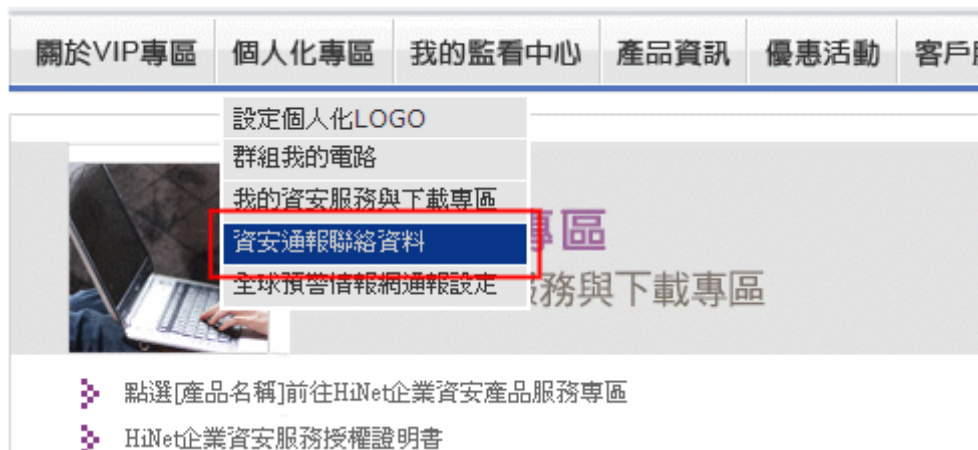 關於VIP專區 個人化專區 我的監看中心 產品資訊 優惠活動 客戶
設定個人化LOGO
群組我的電路
我的資安服務與下載專區
資安通報聯絡資料
專區
全球預警情報網通報設定
務與下載專區
點選[產品名稱]前往HiNet企業資安產品服務專區
HiNet企業資安服務授權證明書